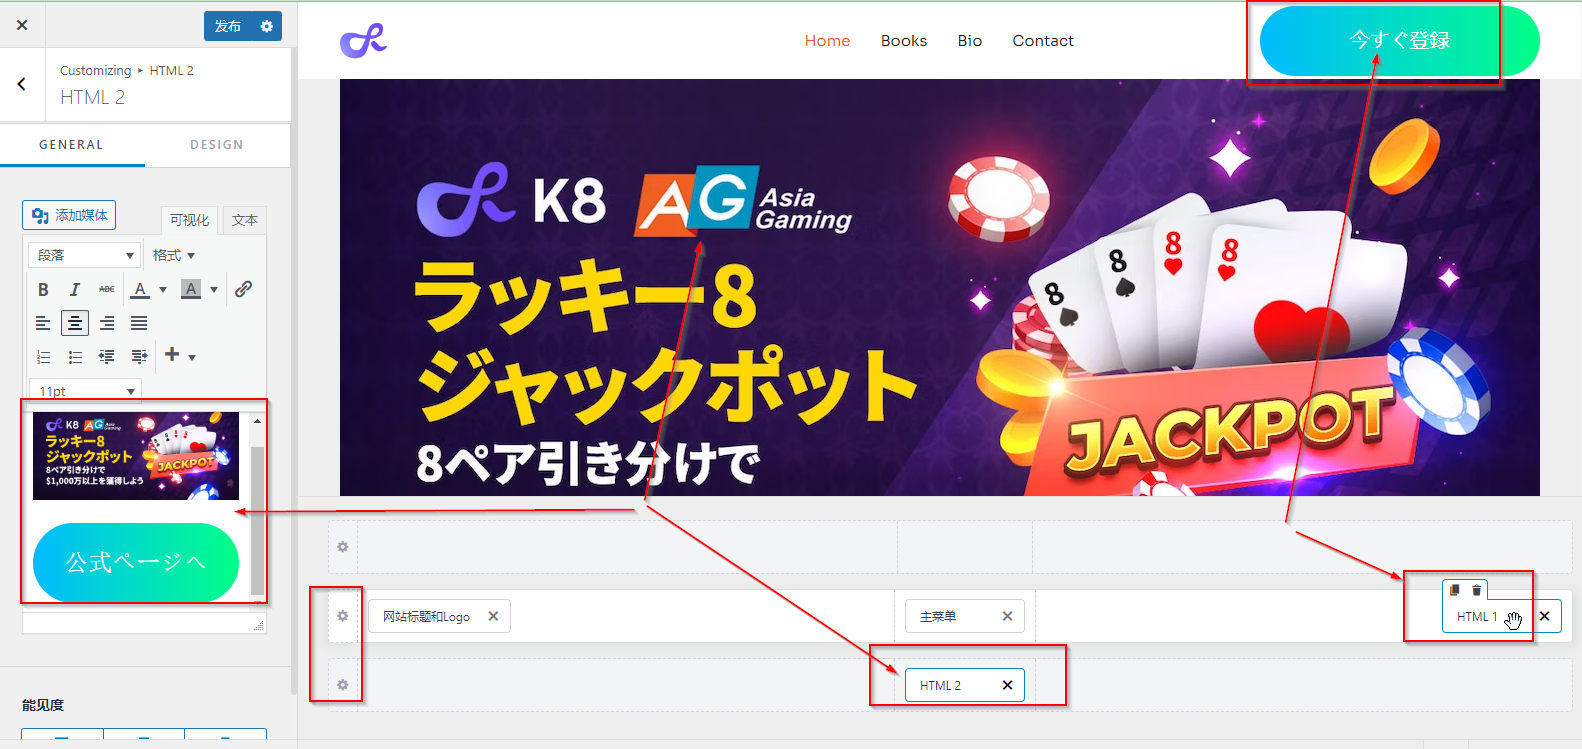 发布
Customizing ▸ HTML 2
HTML 2
GENERAL
DESIGN
添加媒体
可视化
文本
段落
格式
B I ABC A A
11pt
K8 AG Asia Gaming
ラッキー8
ジャックポット
8ペア引き分けで
$1,000万以上を獲得しよう
JACKPOT
公式ページへ
能见度
Home
Books
Bio
Contact
今すぐ登録
K8
AG
Asia
Gaming
ラッキー8
ジャックポット
8ペア引き分けで
8
8
8
8
JACKPOT
网站标题和Logo
主菜单
HTML 1
HTML 2